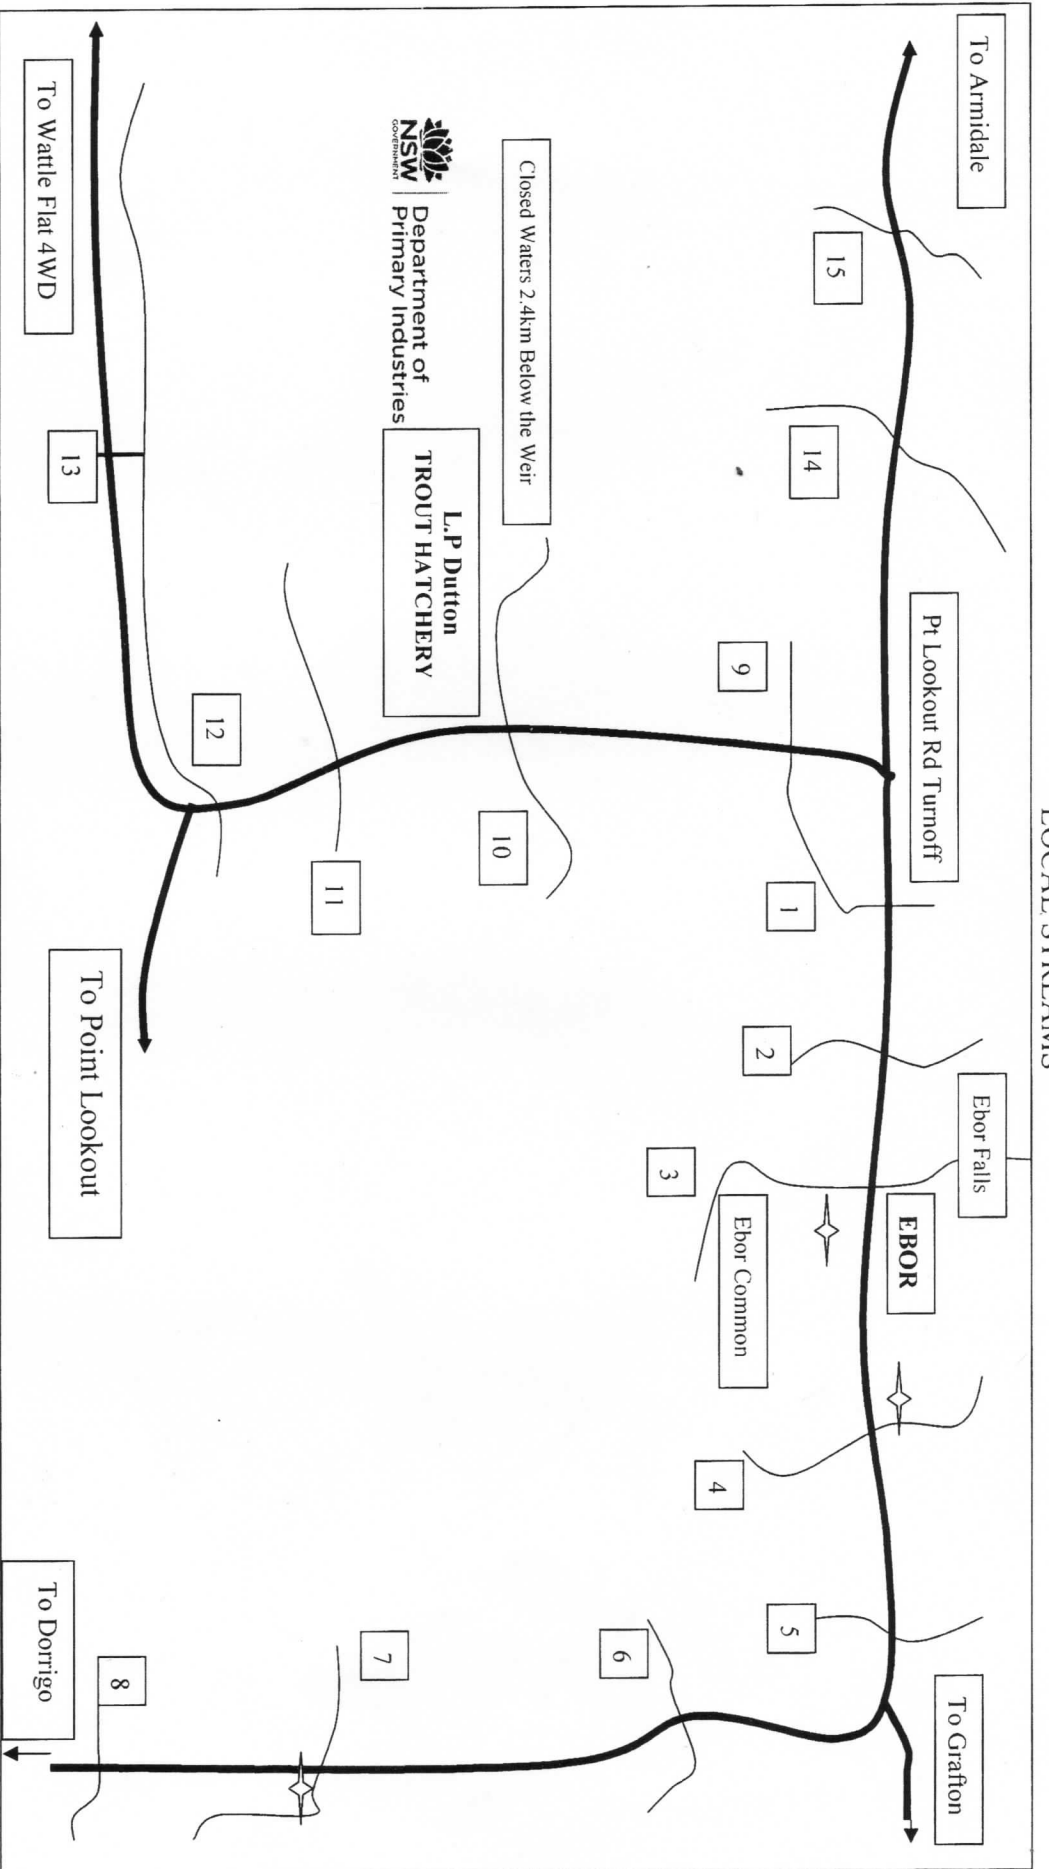 LOCAL STREAMS
To Armidale
15
14
Pt Lookout Rd Turnoff
9
1
2
Ebor Falls
3
EBOR
Ebor Common
4
5
To Grafton
6
7
8
To Dorrigo
Closed Waters 2.4km Below the Weir
NSW
GOVERNMENT
Department of
Primary Industries
L.P Dutton
TROUT HATCHERY
10
11
12
13
To Wattle Flat 4WD
To Point Lookout